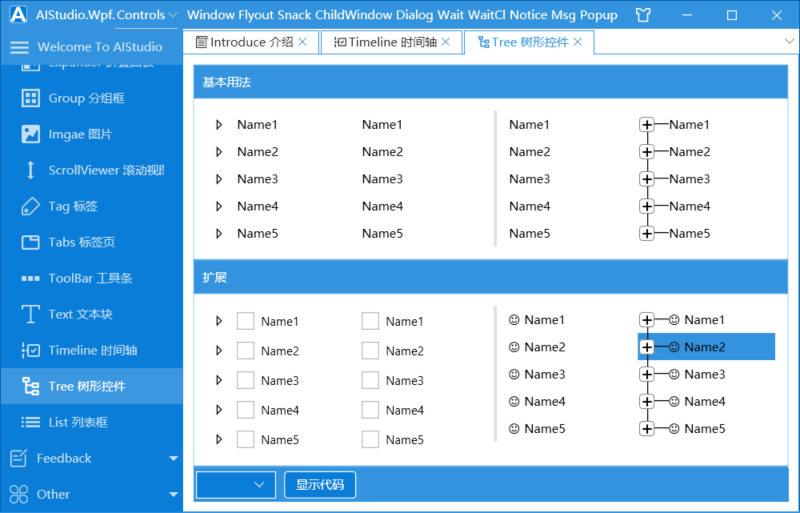 AIStudio.Wpf.Controls Window Flyout Snack ChildWindow Dialog Wait WaitCl Notice Msg Popup
Welcome To AIStudio
Introduce 介绍
Timeline 时间轴
Tree 树形控件
Expander 折叠面板
Group 分组框
Imgae 图片
ScrollViewer 滚动视图
Tag 标签
Tabs 标签页
ToolBar 工具条
Text 文本块
Timeline 时间轴
Tree 树形控件
List 列表框
Feedback
Other
基本用法
Name1 Name1 Name1 Name1
Name2 Name2 Name2 Name2
Name3 Name3 Name3 Name3
Name4 Name4 Name4 Name4
Name5 Name5 Name5 Name5
扩展
Name1 Name1 Name1 Name1
Name2 Name2 Name2 Name2
Name3 Name3 Name3 Name3
Name4 Name4 Name4 Name4
Name5 Name5 Name5 Name5
显示代码